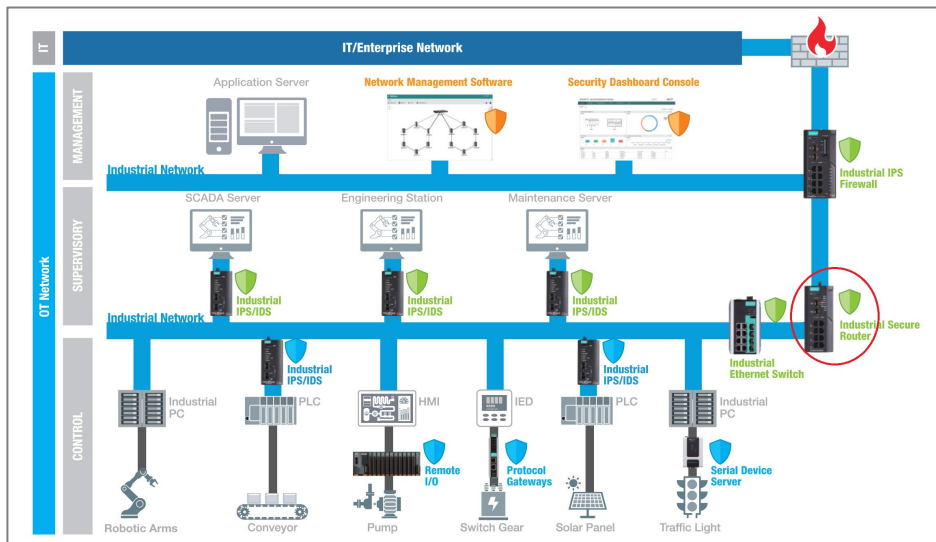 IT
IT/Enterprise Network
OT Network
MANAGEMENT
Application Server
Network Management Software
Security Dashboard Console
Industrial Network
Industrial IPS
Firewall
SUPERVISORY
SCADA Server
Engineering Station
Maintenance Server
Industrial
IPS/IDS
Industrial
IPS/IDS
Industrial
IPS/IDS
Industrial Network
Industrial Secure
Router
Industrial
Ethernet Switch
CONTROL
Industrial
IPS/IDS
Industrial
IPS/IDS
Industrial
PC
PLC
HMI
IED
PLC
Industrial
PC
Remote
I/O
Protocol
Gateways
Serial Device
Server
Robotic Arms
Conveyor
Pump
Switch Gear
Solar Panel
Traffic Light